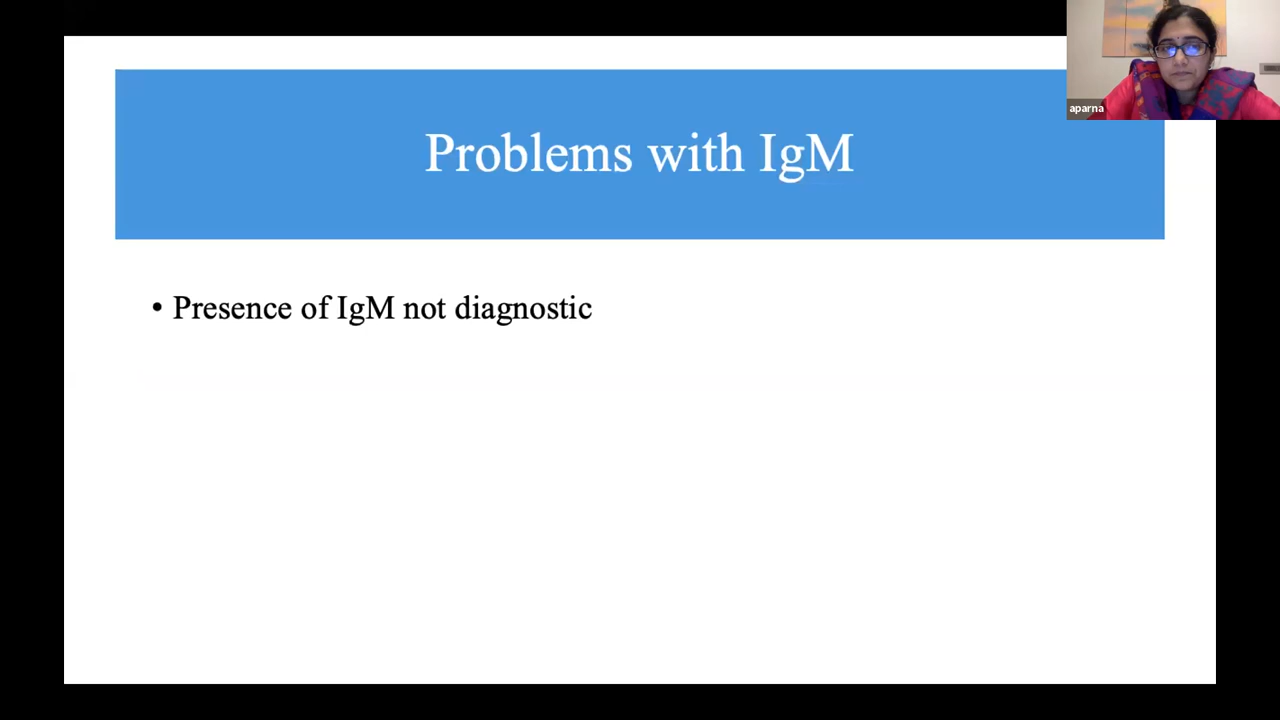 Problems with IgM
aparna
• Presence of IgM not diagnostic